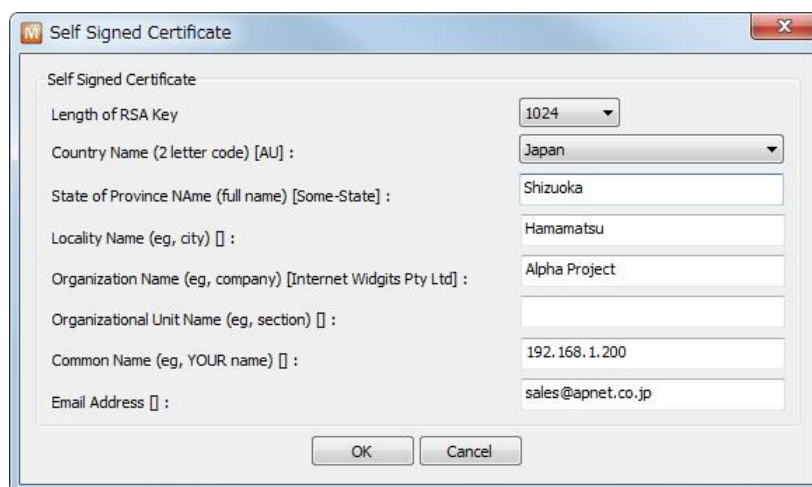 M Self Signed Certificate
Self Signed Certificate
Length of RSA Key 1024
Country Name (2 letter code) [AU] : Japan
State of Province NAme (full name) [Some-State] : Shizuoka
Locality Name (eg, city) [] : Hamamatsu
Organization Name (eg, company) [Internet Widgits Pty Ltd] : Alpha Project
Organizational Unit Name (eg, section) [] :
Common Name (eg, YOUR name) [] : 192.168.1.200
Email Address [] : sales@apnet.co.jp
OK Cancel